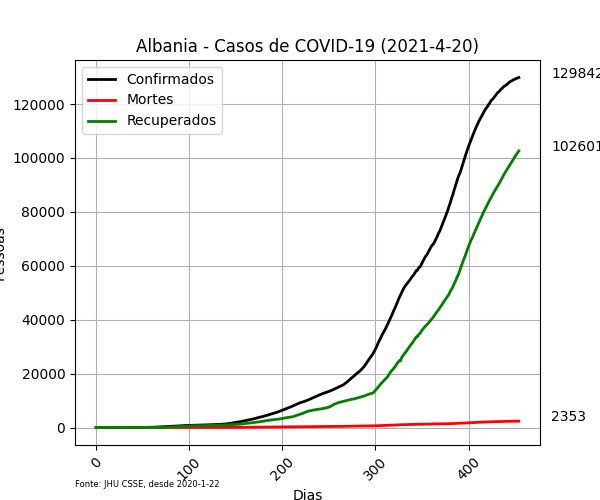 Albania - Casos de COVID-19 (2021-4-20)
Confirmados
Mortes
Recuperados
129842
102601
2353
120000
100000
80000
60000
40000
20000
0
0
100
200
300
400
Dias
Fonte: JHU CSSE, desde 2020-1-22